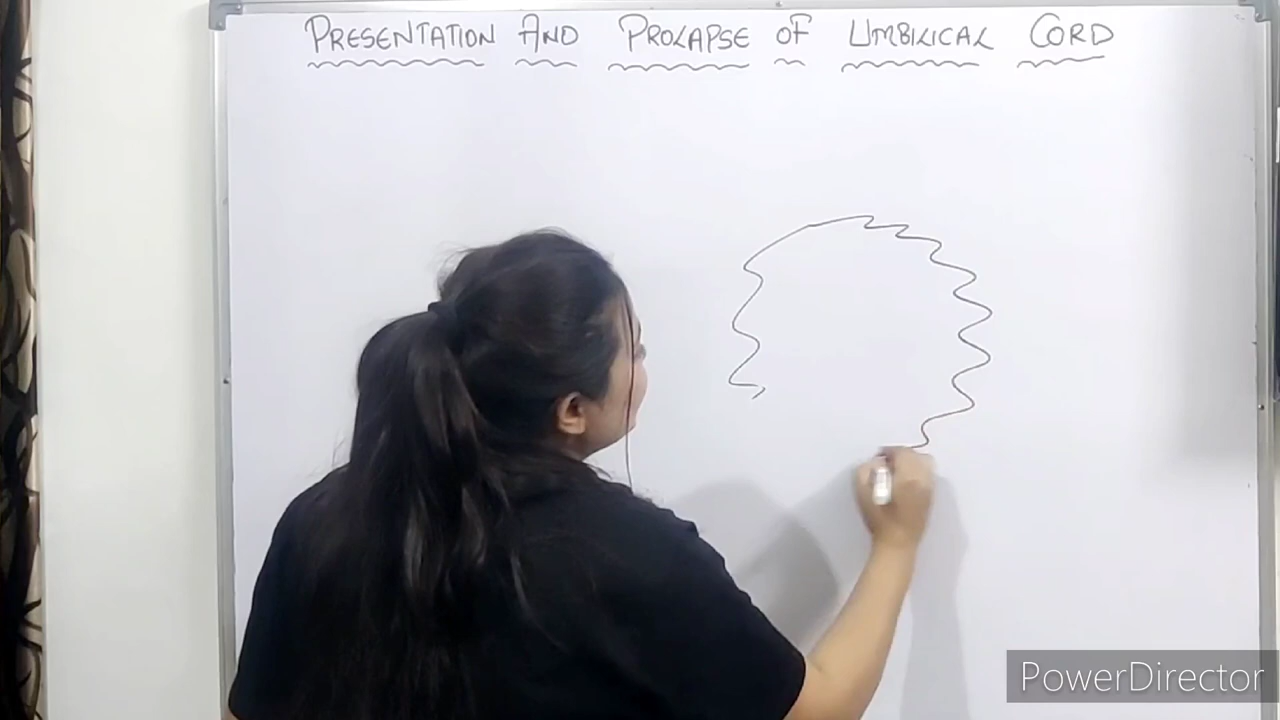 PRESENTATION AND PROLAPSE OF UMBILICAL CORD
PowerDirector